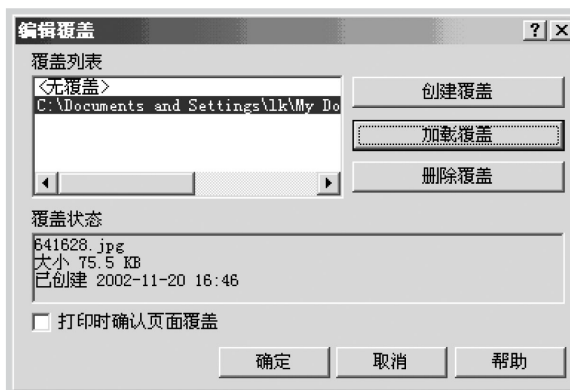 编辑覆盖
覆盖列表
<无覆盖>
C:\Documents and Settings\lk\My Do
创建覆盖
加载覆盖
删除覆盖
覆盖状态
641628.jpg
大小 75.5 KB
已创建 2002-11-20 16:46
打印时确认页面覆盖
确定 取消 帮助